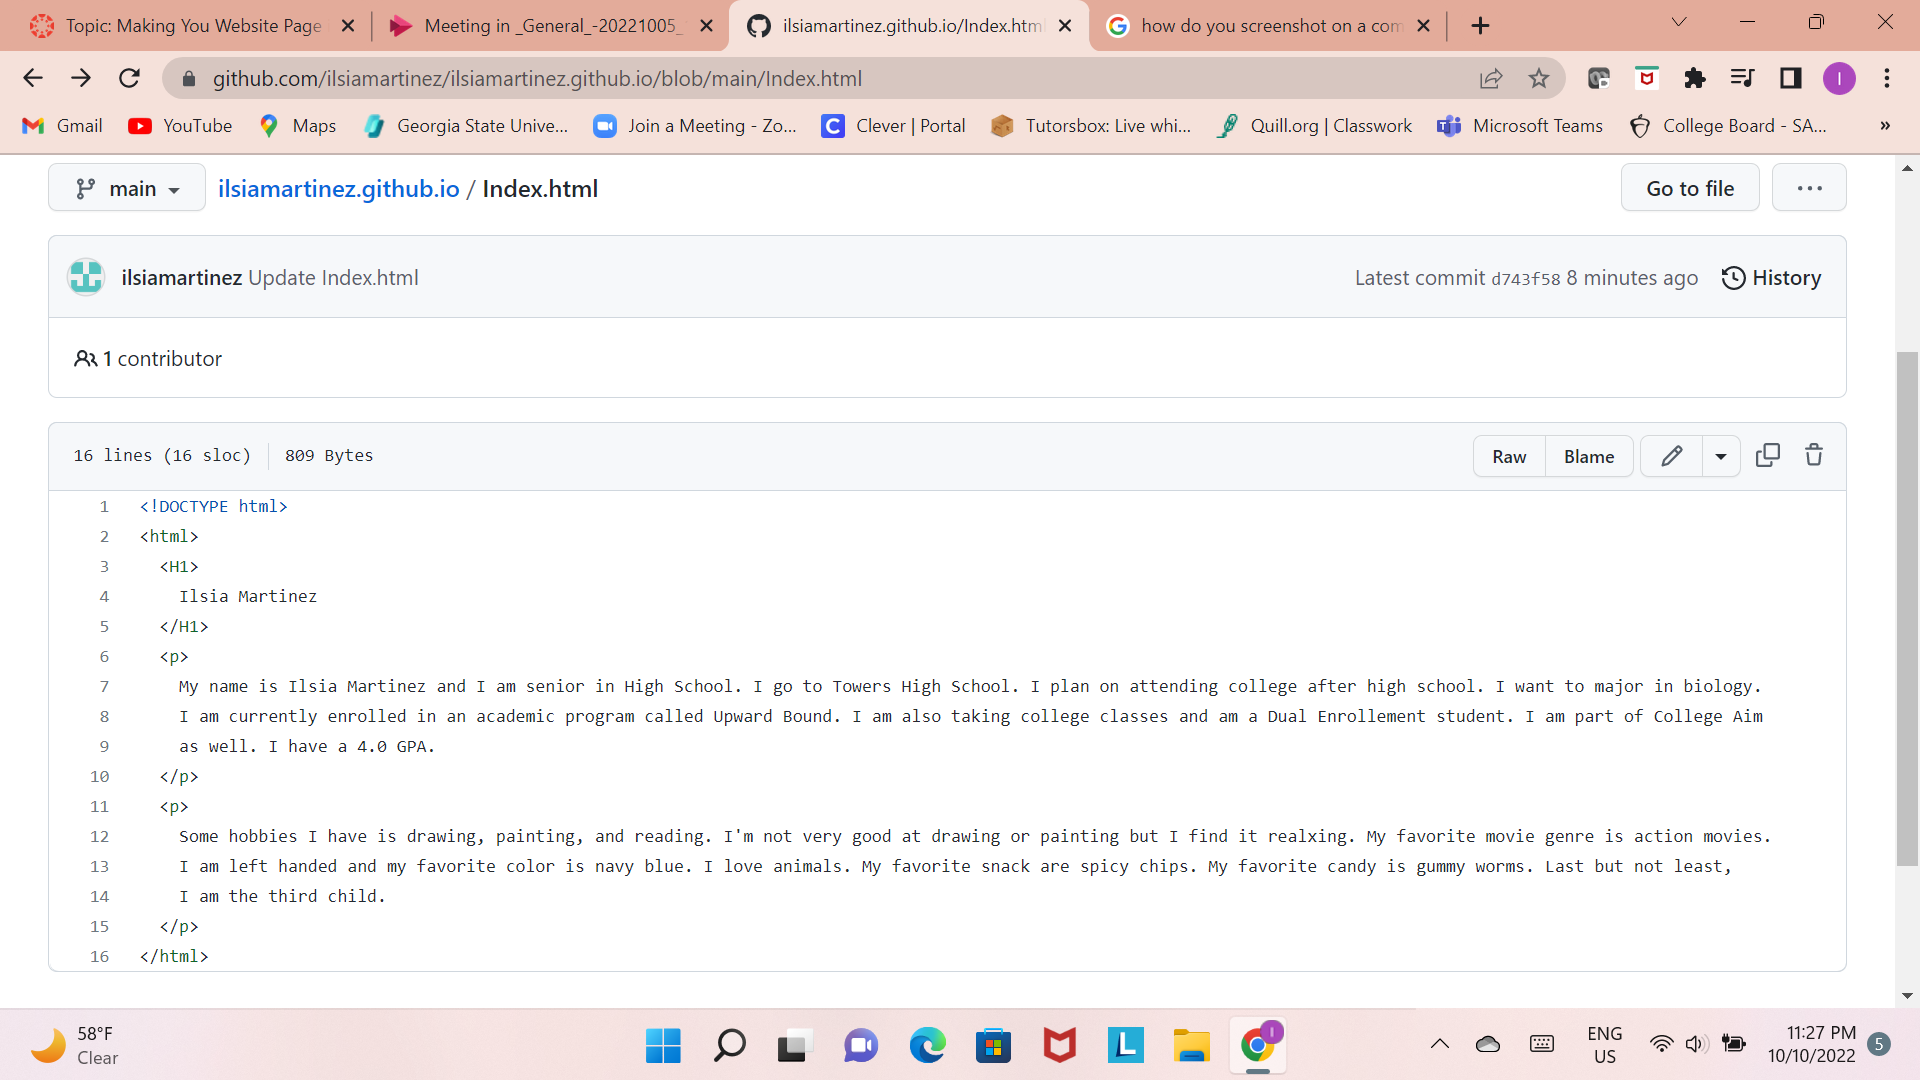 Topic: Making You Website Page
Meeting in _General_-20221005_
ilsiamartinez.github.io/Index.html
how do you screenshot on a com
github.com/ilsiamartinez/ilsiamartinez.github.io/blob/main/Index.html
I
Gmail YouTube Maps Georgia State Unive... Join a Meeting - Zo... Clever | Portal Tutorsbox: Live whi... Quill.org | Classwork Microsoft Teams College Board - SA... »
main ilsiamartinez.github.io / Index.html Go to file ...
ilsiamartinez Update Index.html Latest commit d743f58 8 minutes ago History
1 contributor
16 lines (16 sloc) 809 Bytes Raw Blame
1 <!DOCTYPE html>
2 <html>
3 <H1>
4 Ilsia Martinez
5 </H1>
6 <p>
7 My name is Ilsia Martinez and I am senior in High School. I go to Towers High School. I plan on attending college after high school. I want to major in biology.
8 I am currently enrolled in an academic program called Upward Bound. I am also taking college classes and am a Dual Enrollement student. I am part of College Aim
9 as well. I have a 4.0 GPA.
10 </p>
11 <p>
12 Some hobbies I have is drawing, painting, and reading. I'm not very good at drawing or painting but I find it realxing. My favorite movie genre is action movies.
13 I am left handed and my favorite color is navy blue. I love animals. My favorite snack are spicy chips. My favorite candy is gummy worms. Last but not least,
14 I am the third child.
15 </p>
16 </html>
58°F
Clear
L
I
ENG
US
11:27 PM
10/10/2022
5